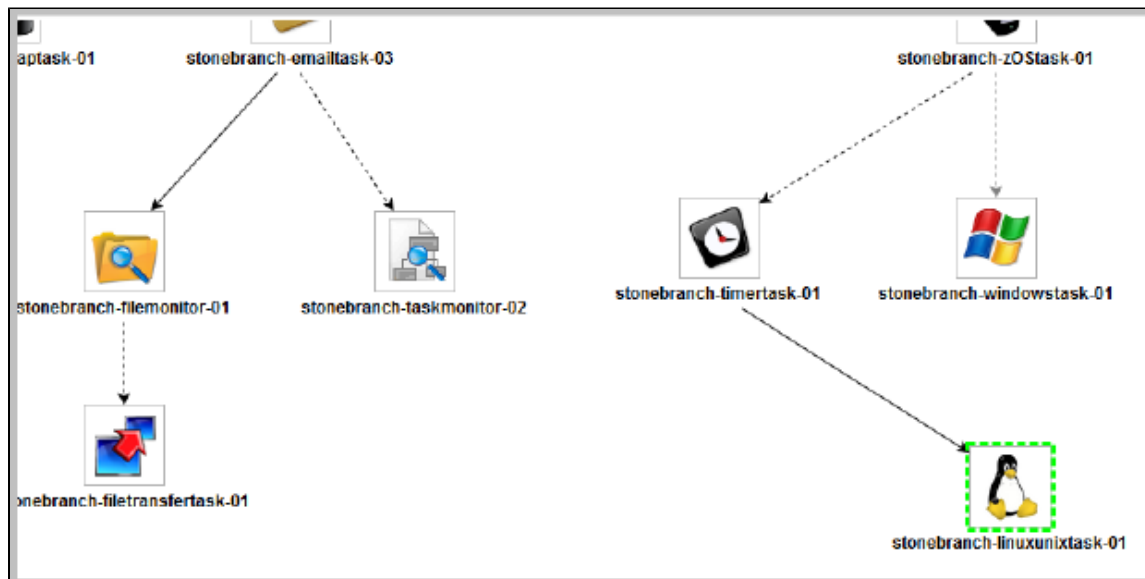 aptask-01
stonebranch-emailtask-03
stonebranch-zOStask-01
stonebranch-filemonitor-01
stonebranch-taskmonitor-02
stonebranch-timertask-01
stonebranch-windowstask-01
onebranch-filetransfertask-01
stonebranch-linuxunixtask-01